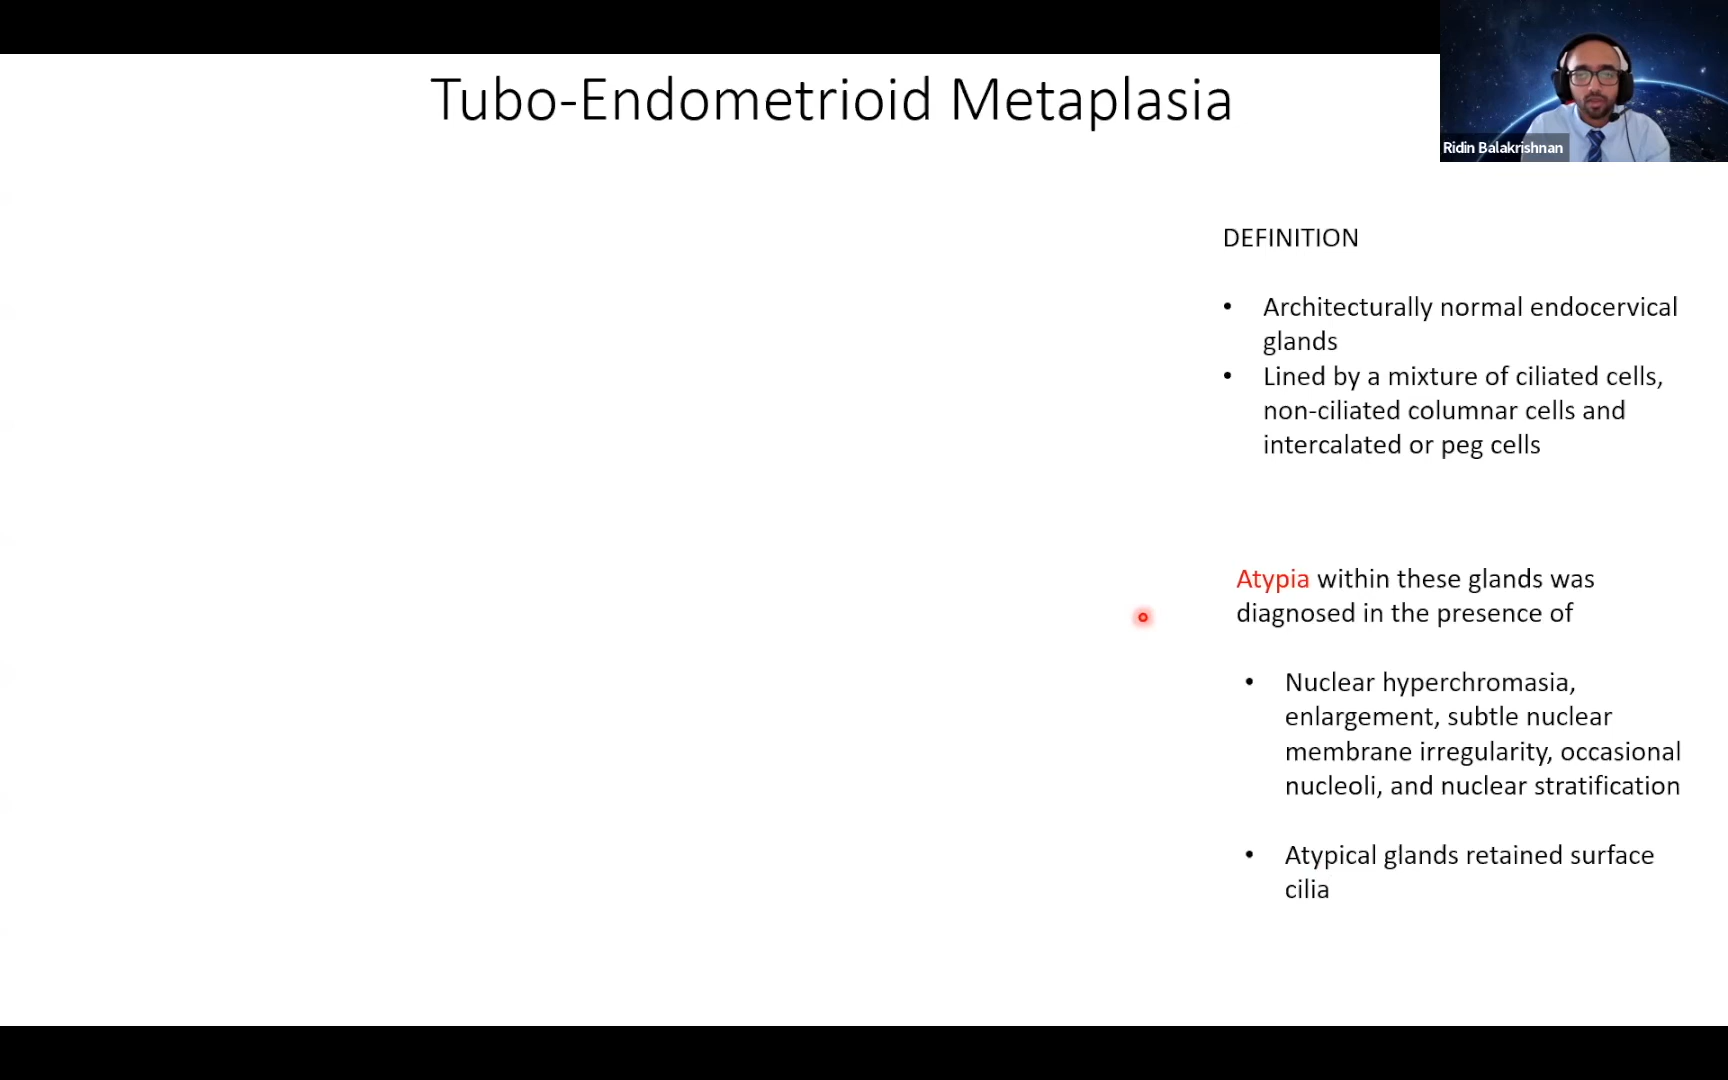 Tubo-Endometrioid Metaplasia
Ridin Balakrishnan
DEFINITION
• Architecturally normal endocervical
glands
• Lined by a mixture of ciliated cells,
non-ciliated columnar cells and
intercalated or peg cells
Atypia within these glands was
diagnosed in the presence of
• Nuclear hyperchromasia,
enlargement, subtle nuclear
membrane irregularity, occasional
nucleoli, and nuclear stratification
• Atypical glands retained surface
cilia